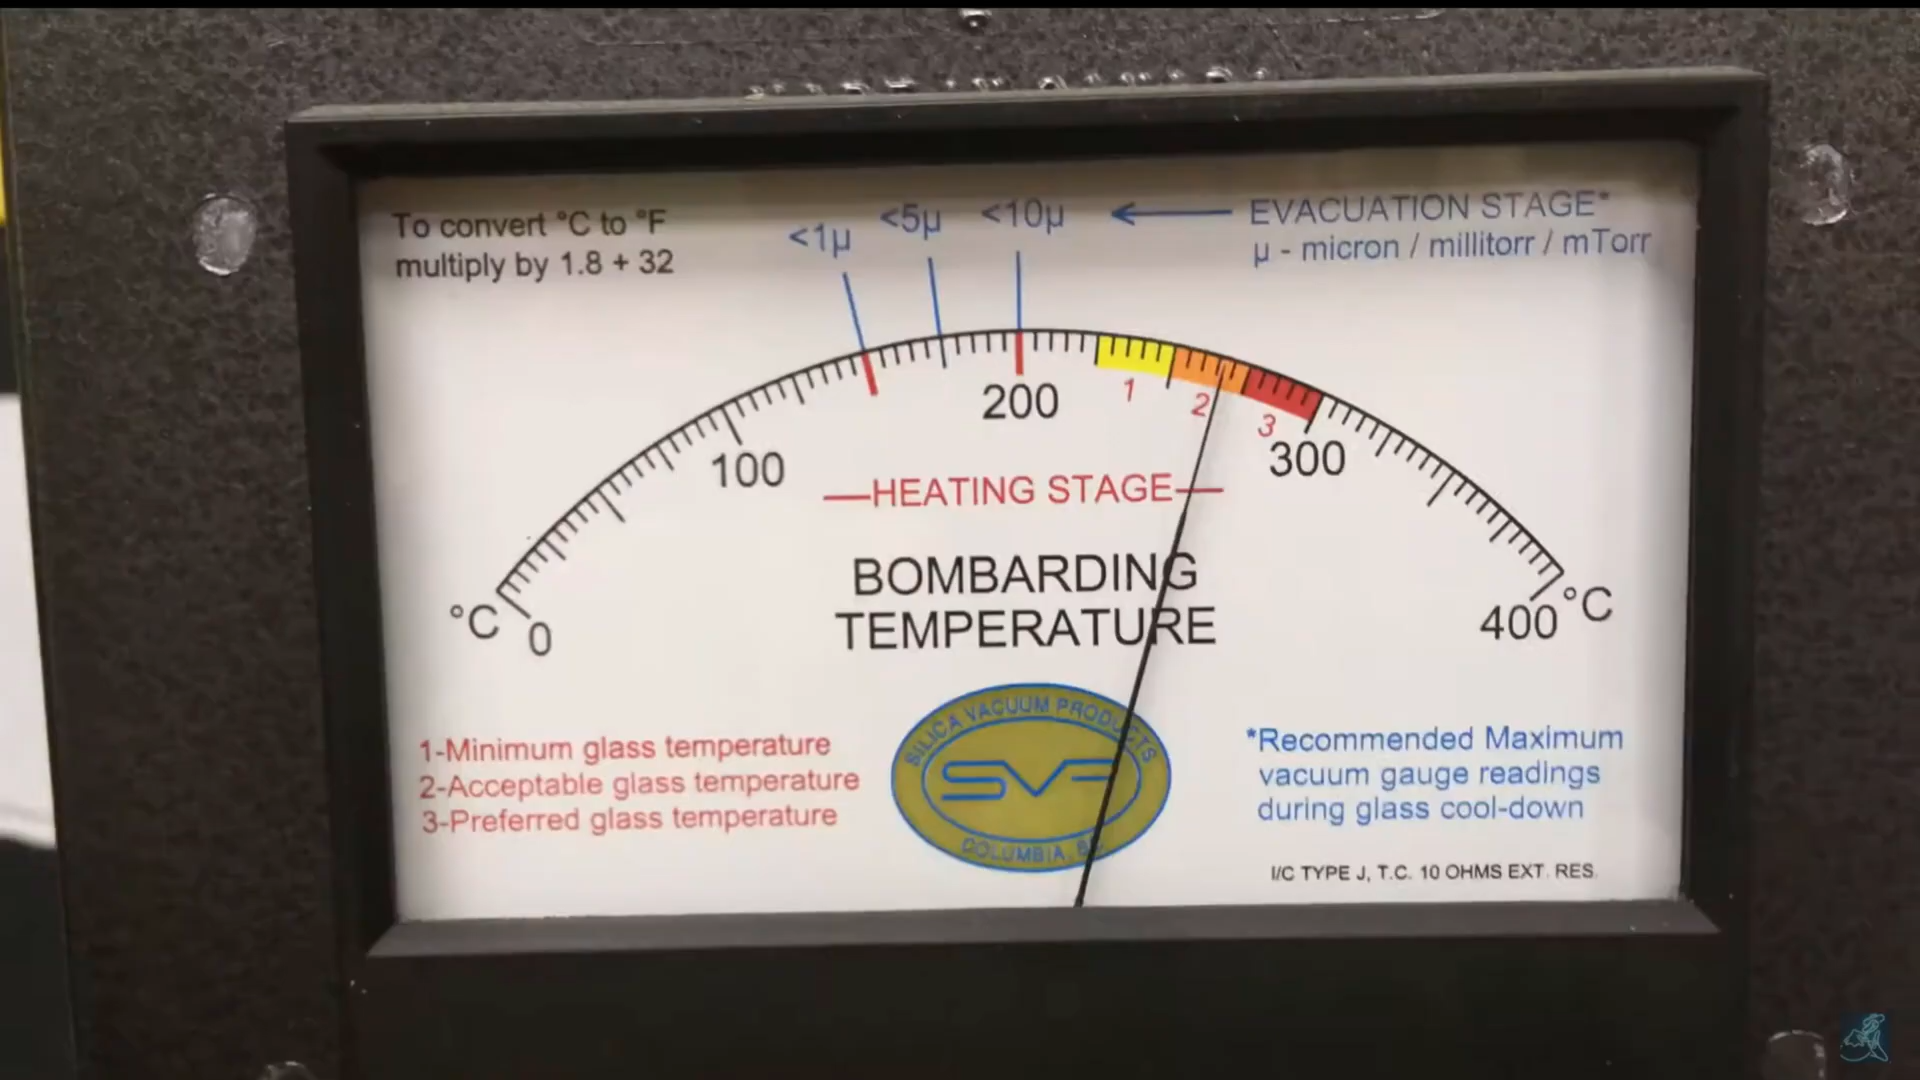 To convert °C to °F
multiply by 1.8 + 32
<1µ
<5µ
<10µ
EVACUATION STAGE*
µ - micron / millitorr / mTorr
°C
0
100
200
300
400
°C
1
2
3
HEATING STAGE
BOMBARDING
TEMPERATURE
1-Minimum glass temperature
2-Acceptable glass temperature
3-Preferred glass temperature
SILICA VACUUM PRODUCTS
SVP
COLUMBIA,
*Recommended Maximum
vacuum gauge readings
during glass cool-down
I/C TYPE J, T.C. 10 OHMS EXT. RES.